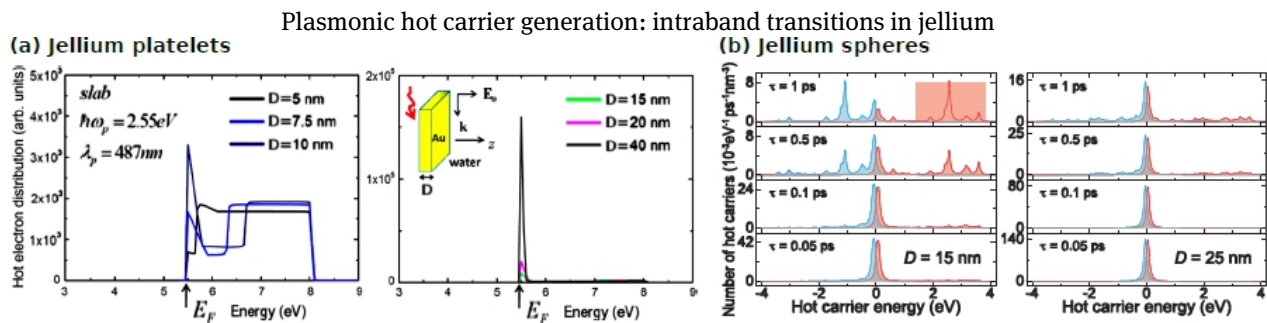 Plasmonic hot carrier generation: intraband transitions in jellium
(a) Jellium platelets
(b) Jellium spheres
Hot electron distribution (arb. units)
5x10³
4x10³
3x10³
2x10³
1x10³
0
slab
ħωₚ = 2.55eV
λₚ = 487nm
D=5 nm
D=7.5 nm
D=10 nm
3 4 5 6 7 8 9
E_F Energy (eV)
2x10⁵
1x10⁵
0
E₀
k
z
Au
water
D
D=15 nm
D=20 nm
D=40 nm
3 4 5 6 7 8 9
E_F Energy (eV)
Number of hot carriers (10⁻³eV⁻¹ps⁻¹nm⁻³)
8
0
τ = 1 ps
8
0
τ = 0.5 ps
24
0
τ = 0.1 ps
42
0
τ = 0.05 ps
D = 15 nm
-4 -2 0 2 4
Hot carrier energy (eV)
16
0
τ = 1 ps
25
0
τ = 0.5 ps
80
0
τ = 0.1 ps
140
0
τ = 0.05 ps
D = 25 nm
-4 -2 0 2 4
Hot carrier energy (eV)